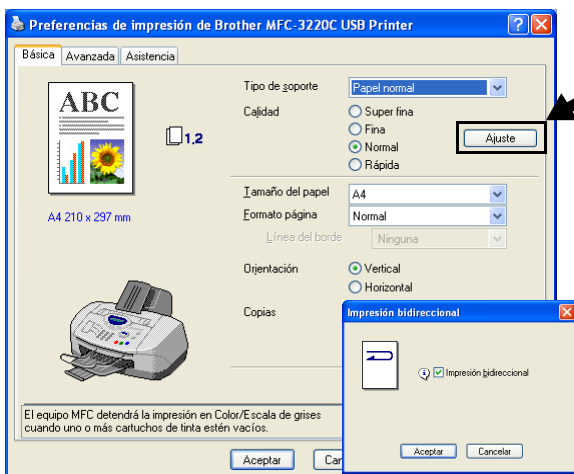 Preferencias de impresión de Brother MFC-3220C USB Printer
Básica Avanzada Asistencia
ABC
1.2
A4 210 x 297 mm
Tipo de soporte Papel normal
Calidad Super fina
Fina
Normal
Rápida
Ajuste
Tamaño del papel A4
Formato página Normal
Línea del borde Ninguna
Orientación Vertical
Horizontal
Copias
El equipo MFC detendrá la impresión en Color/Escala de grises
cuando uno o más cartuchos de tinta estén vacíos.
Aceptar
Impresión bidireccional
Impresión bidireccional
Aceptar Cancelar